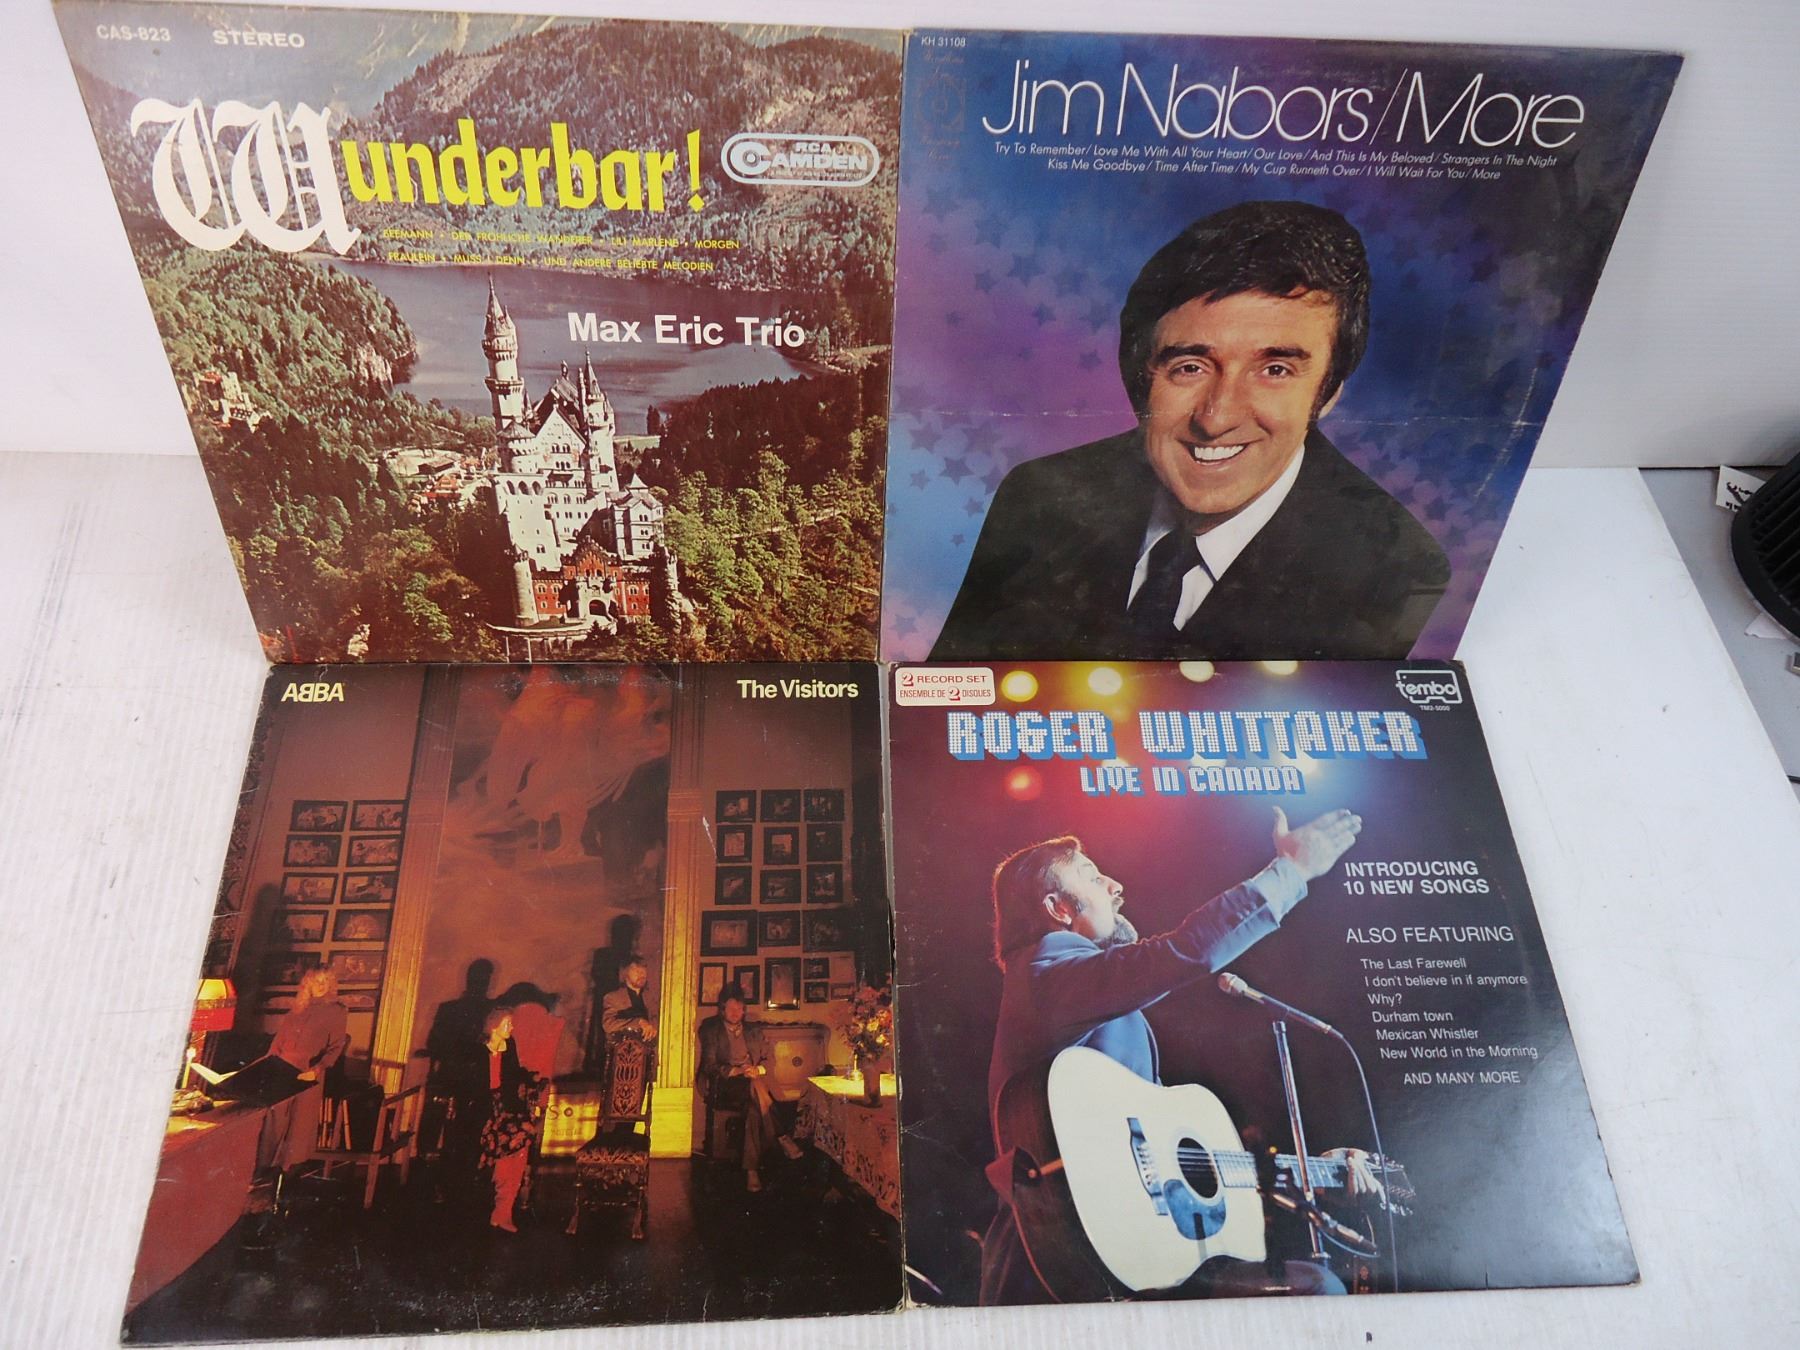 CAS-823 STEREO
Wunderbar!
RCA
CAMDEN
SEEMANN • DER FRÖHLICHE WANDERER • LILI MARLENE • MORGEN
FRAULEIN • MUSS I DENN • UND ANDERE BELIEBTE MELODIEN
Max Eric Trio
KH 31108
Jim Nabors/More
Try To Remember/Love Me With All Your Heart/Our Love/And This Is My Beloved/Strangers In The Night
Kiss Me Goodbye/Time After Time/My Cup Runneth Over/I Will Wait For You/More
ABBA
The Visitors
2 RECORD SET
ENSEMBLE DE 2 DISQUES
tembo
TM2-5000
ROGER WHITTAKER
LIVE IN CANADA
INTRODUCING
10 NEW SONGS
ALSO FEATURING
The Last Farewell
I don't believe in if anymore
Why?
Durham town
Mexican Whistler
New World in the Morning
AND MANY MORE